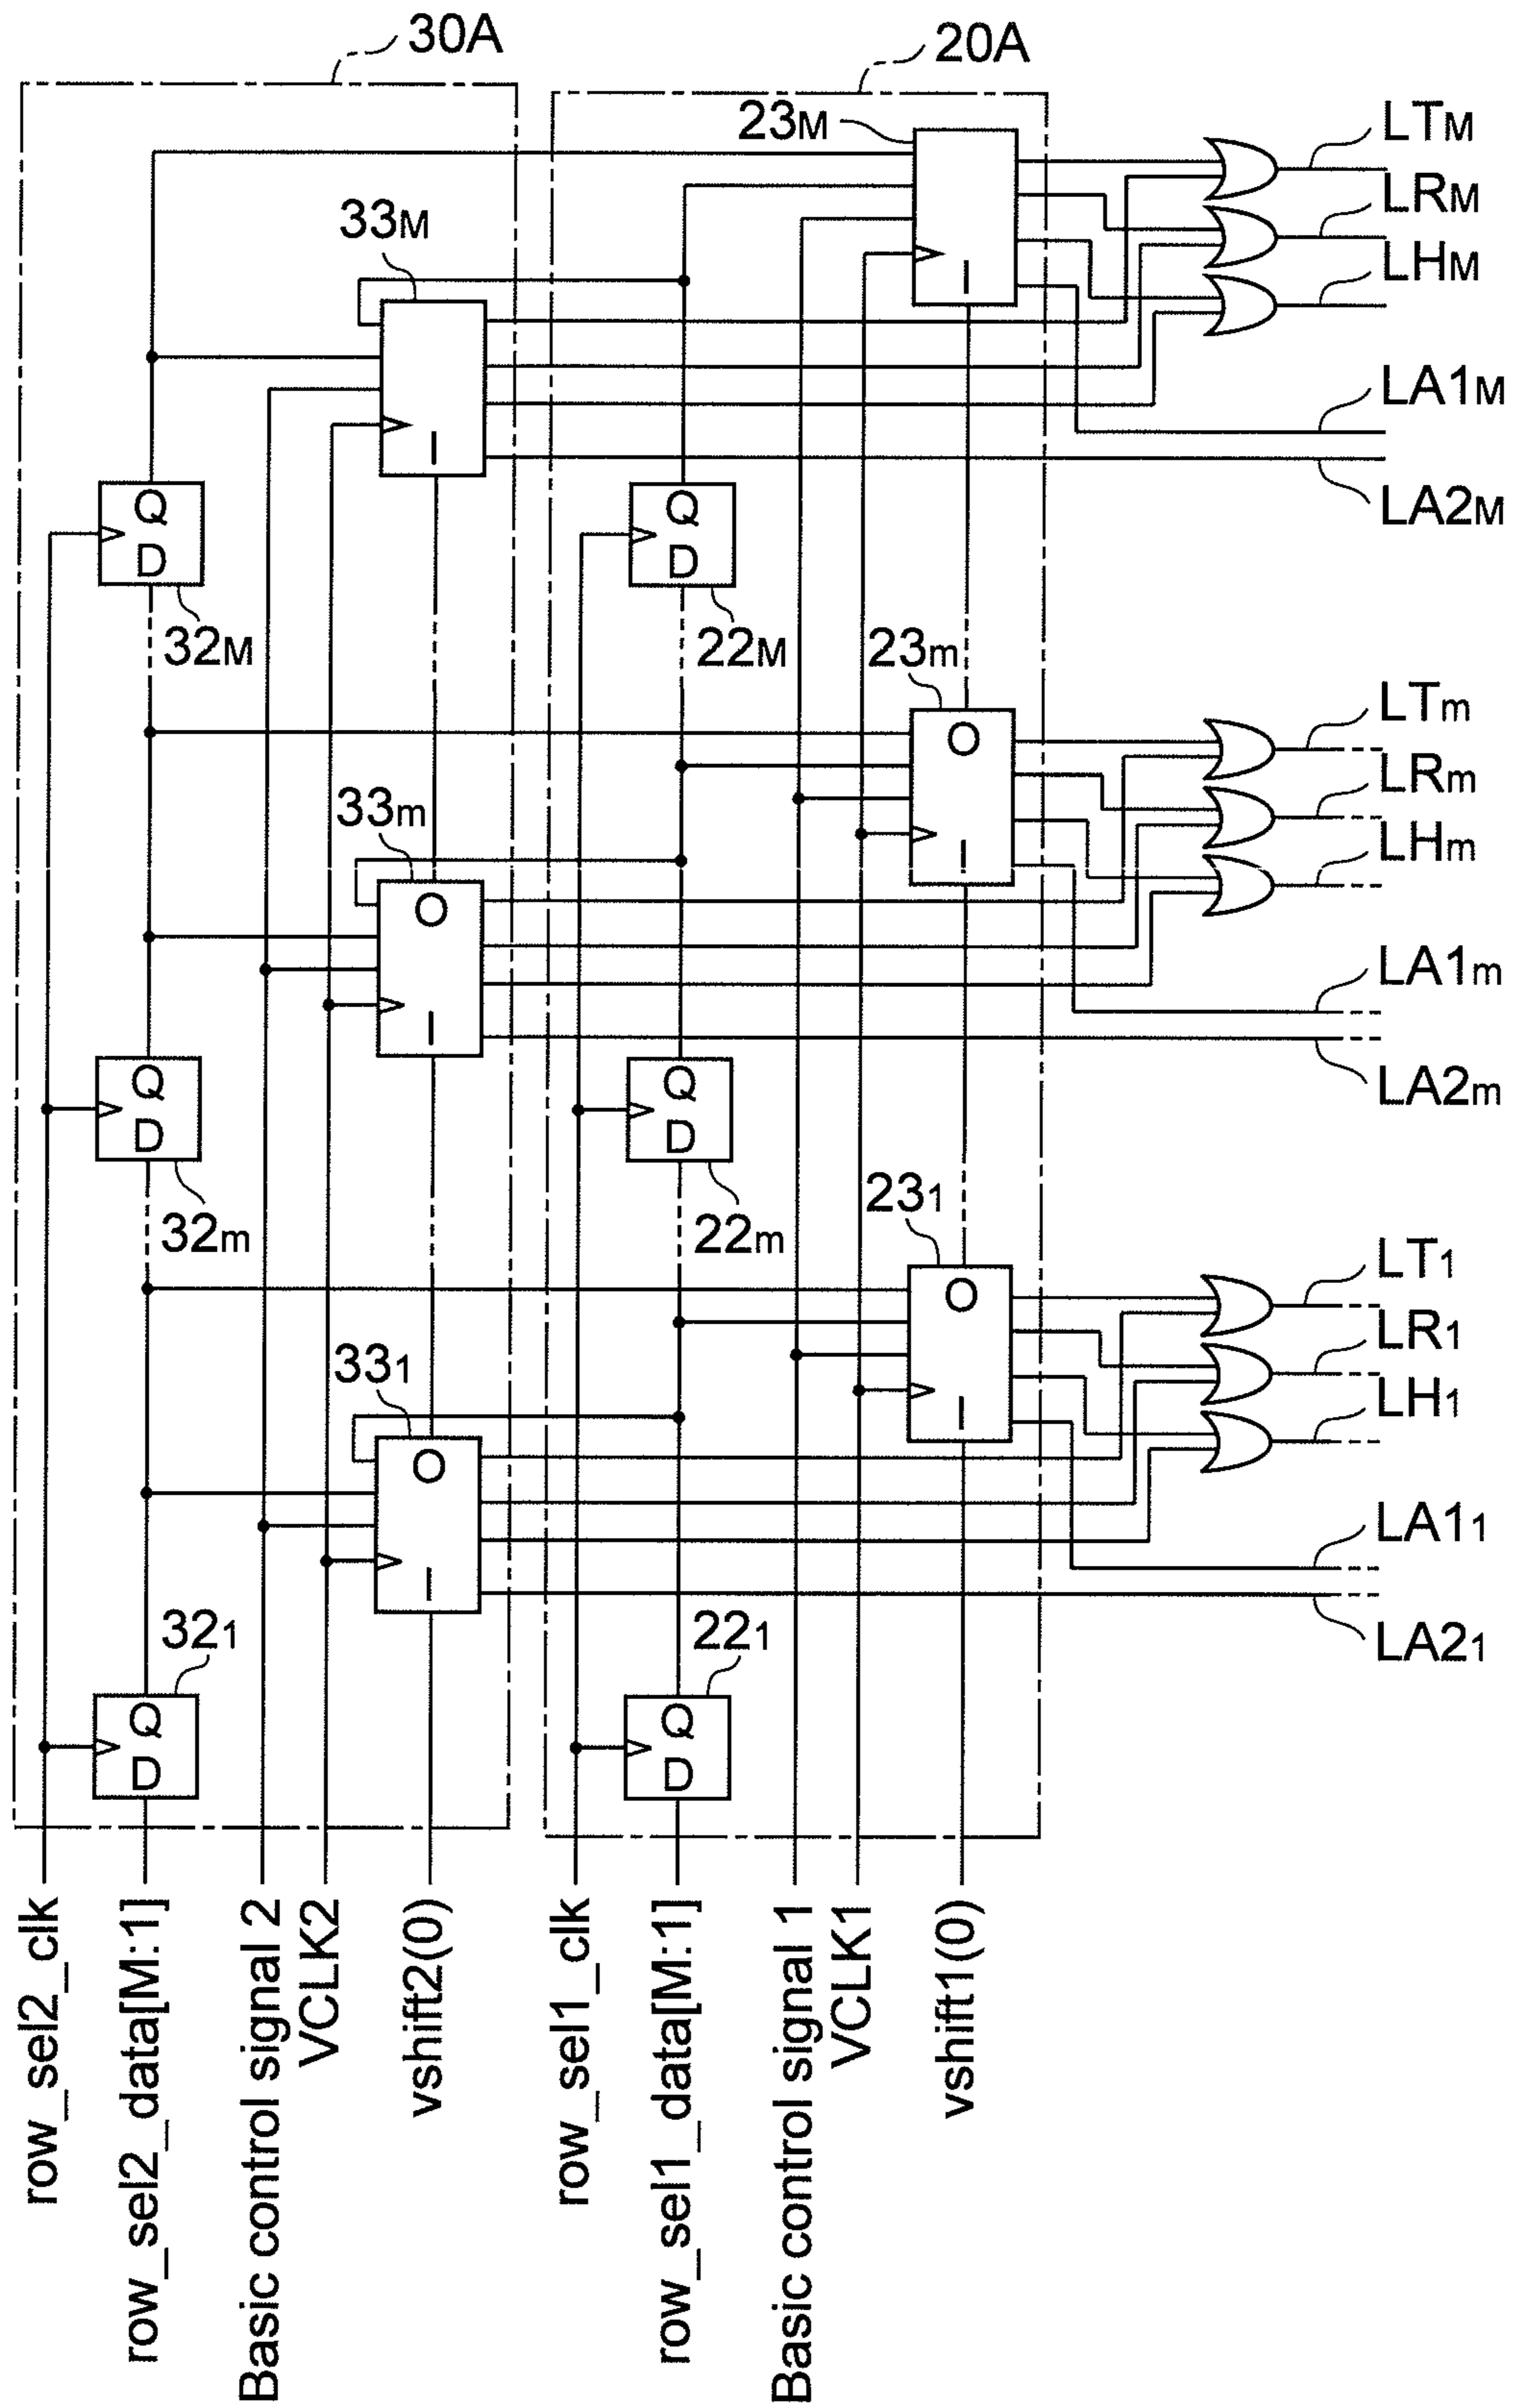 30A
20A
23M
LTM
LRM
33M
LHM
LA1M
Q
D
Q
D
LA2M
32M
22M
23m
LTm
O
LRm
33m
LHm
I
O
LA1m
I
Q
D
Q
D
LA2m
32m
22m
231
LT1
O
LR1
331
LH1
I
O
LA11
I
321
221
LA21
Q
D
Q
D
row_sel2_clk
row_sel2_data[M:1]
Basic control signal 2
VCLK2
vshift2(0)
row_sel1_clk
row_sel1_data[M:1]
Basic control signal 1
VCLK1
vshift1(0)
I
I